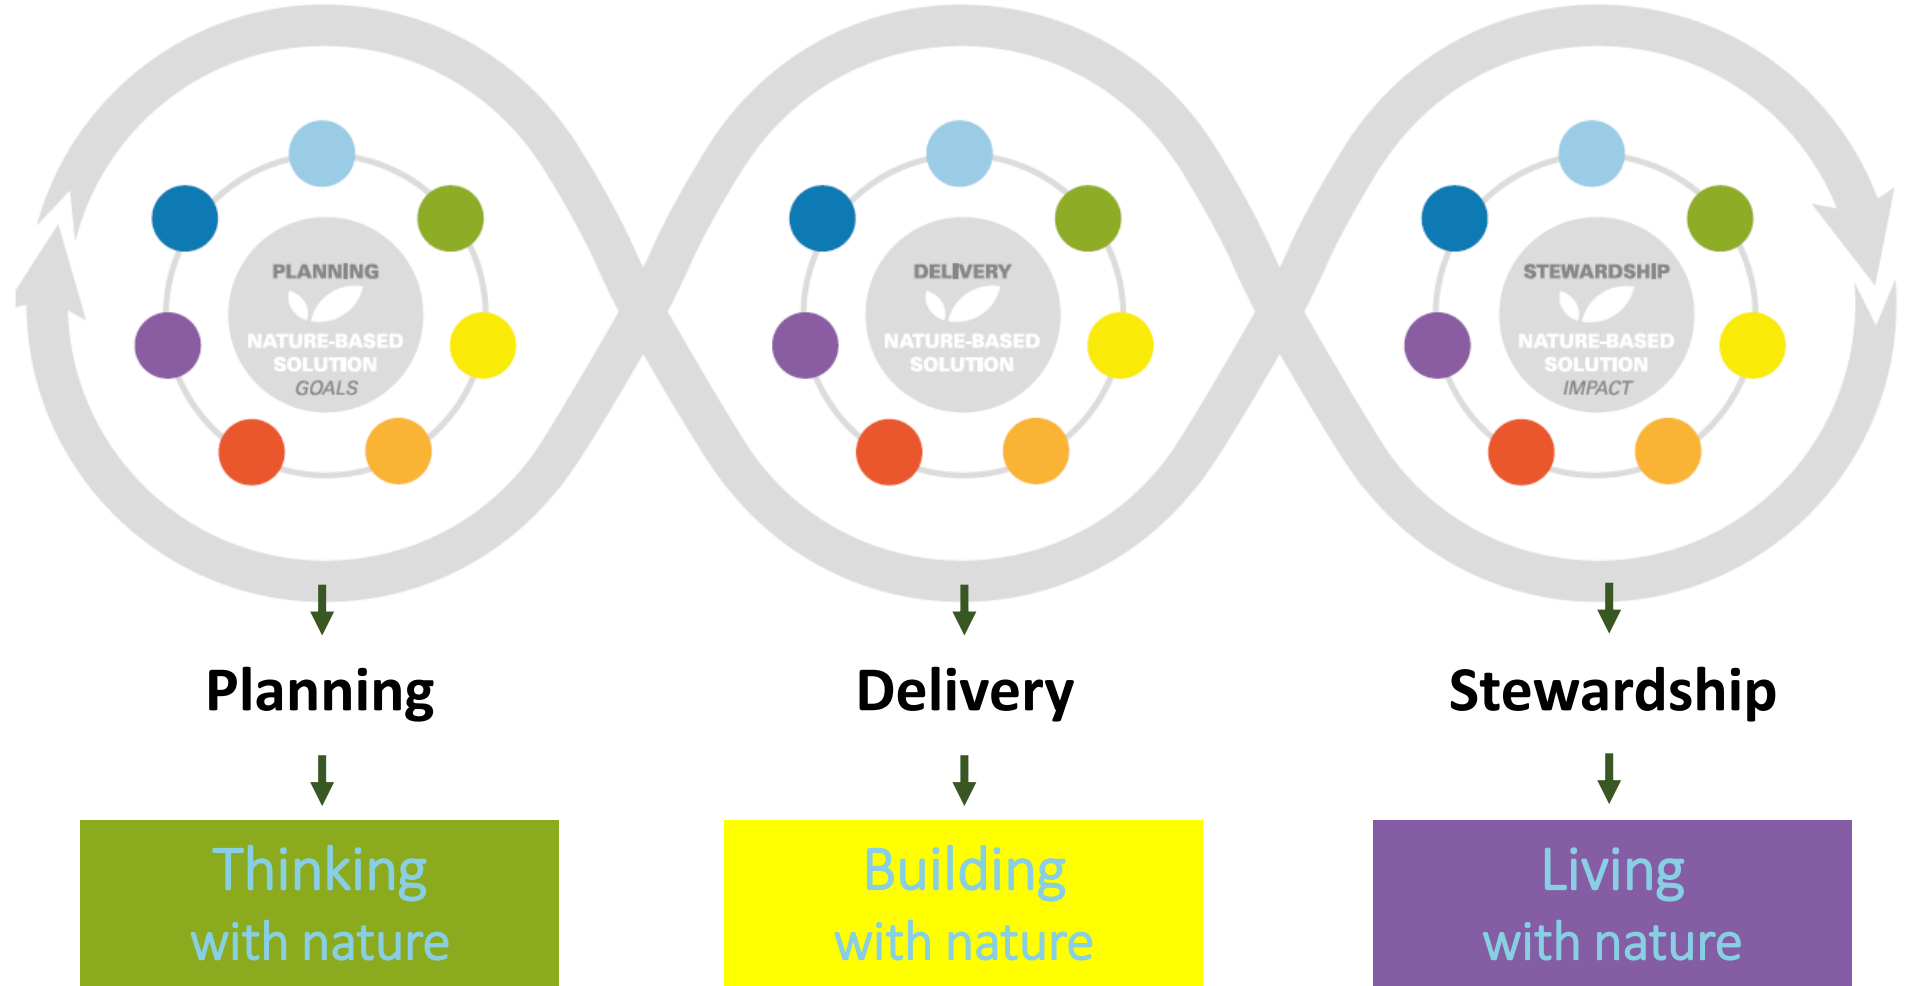 PLANNING
NATURE-BASED
SOLUTION
GOALS
DELIVERY
NATURE-BASED
SOLUTION
STEWARDSHIP
NATURE-BASED
SOLUTION
IMPACT
Planning
Delivery
Stewardship
Thinking
with nature
Building
with nature
Living
with nature